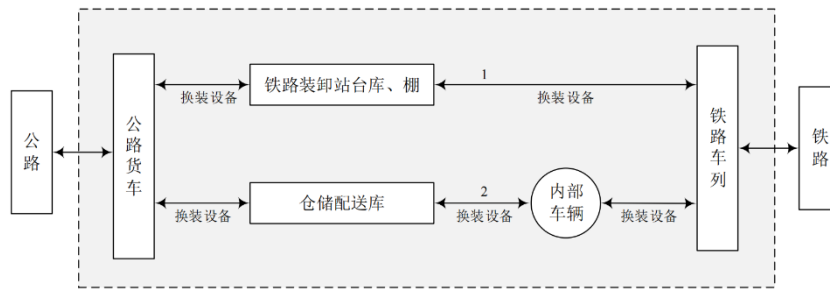 公路
公路货车
换装设备
铁路装卸站台库、棚
1
换装设备
铁路车列
铁路
换装设备
仓储配送库
2
换装设备
内部
车辆
换装设备